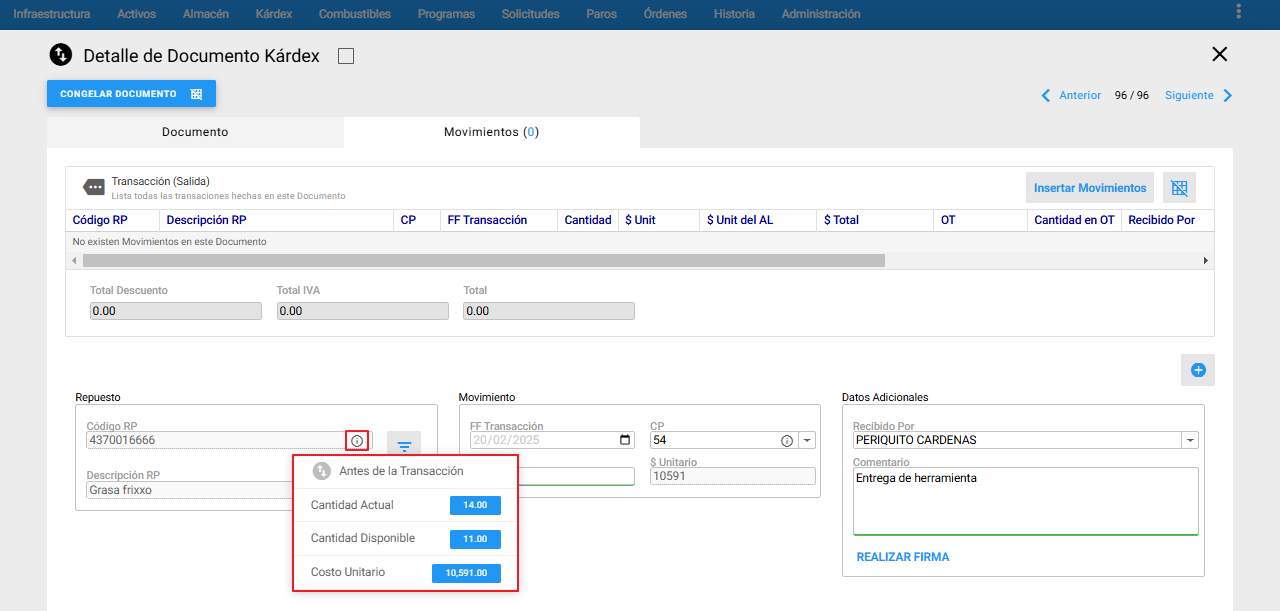 Infraestructura Activos Almacén Kárdex Combustibles Programas Solicitudes Paros Órdenes Historia Administración
Detalle de Documento Kárdex
CONGELAR DOCUMENTO
Anterior 96 / 96 Siguiente
Documento Movimientos (0)
Transacción (Salida)
Lista todas las transaciones hechas en este Documento
Insertar Movimientos
Código RP Descripción RP CP FF Transacción Cantidad $ Unit $ Unit del AL $ Total OT Cantidad en OT Recibido Por
No existen Movimientos en este Documento
Total Descuento Total IVA Total
0.00 0.00 0.00
Repuesto
Código RP
4370016666
Descripción RP
Grasa frixxo
Antes de la Transacción
Cantidad Actual 14.00
Cantidad Disponible 11.00
Costo Unitario 10,591.00
Movimiento
FF Transacción CP
20/02/2025 54
$ Unitario
10591
Datos Adicionales
Recibido Por
PERIQUITO CARDENAS
Comentario
Entrega de herramienta
REALIZAR FIRMA